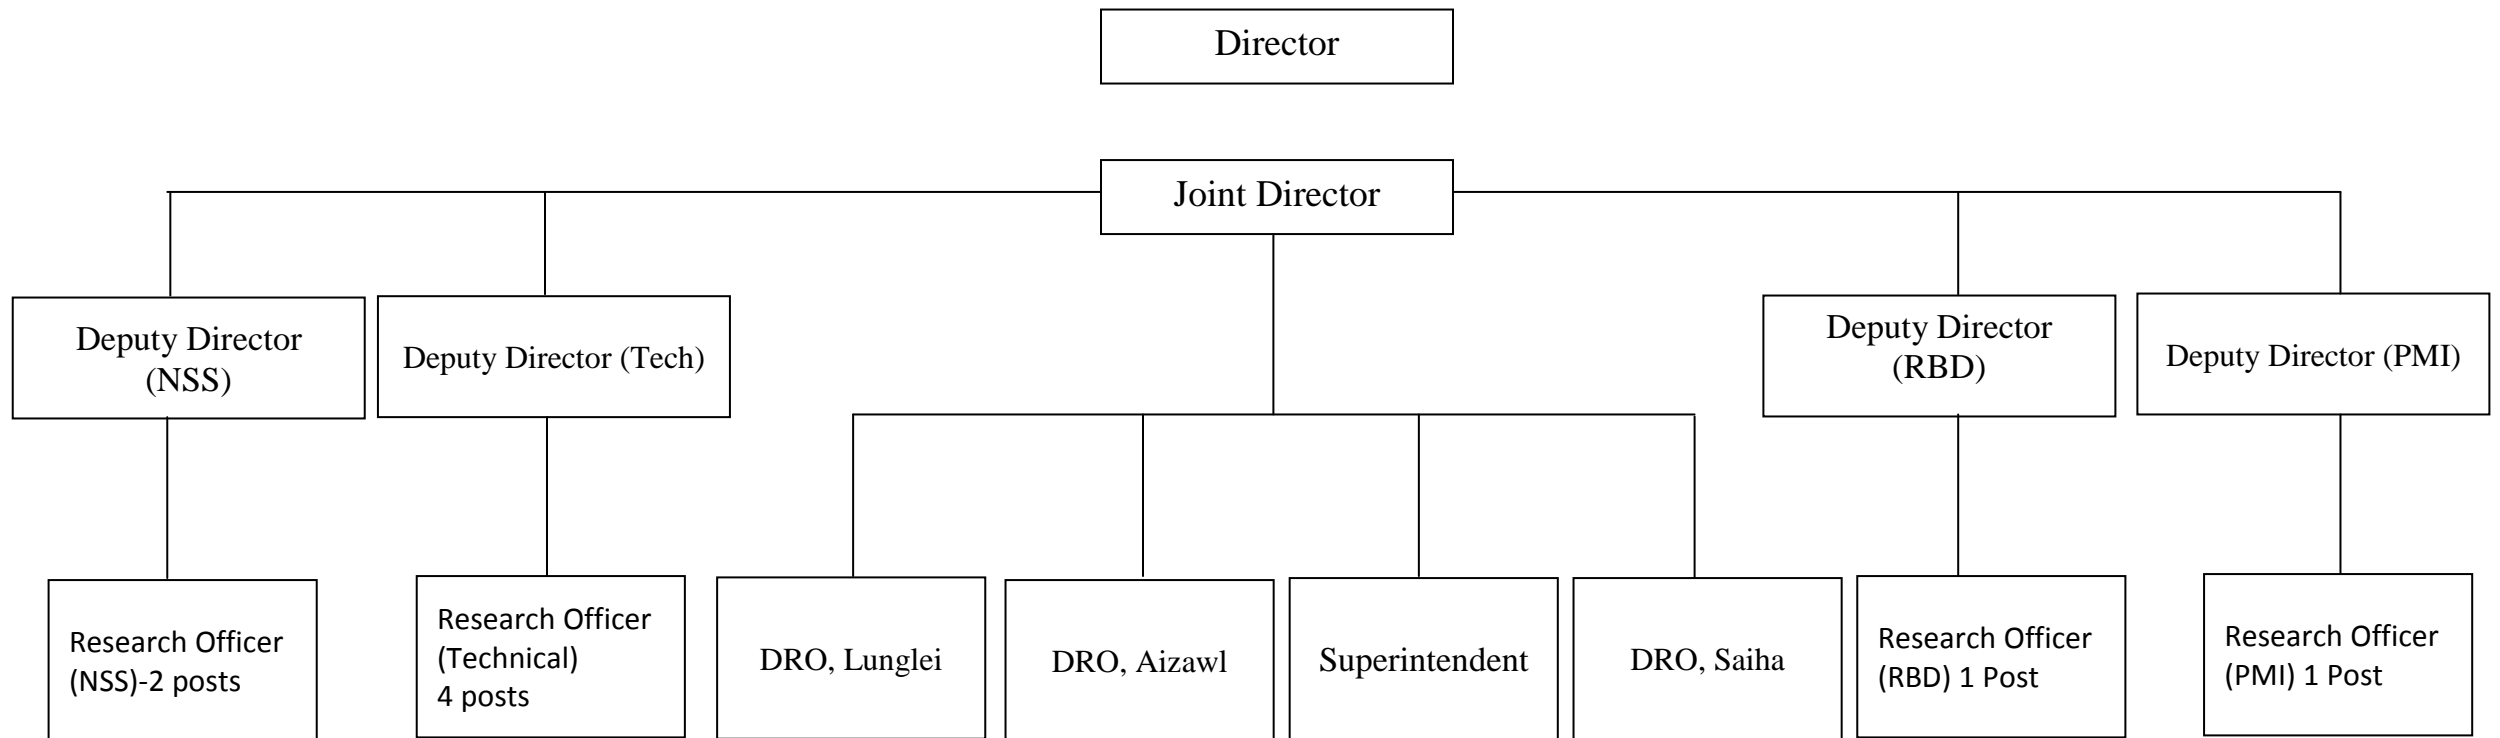 Director
Joint Director
Deputy Director
(NSS)
Deputy Director (Tech)
Deputy Director
(RBD)
Deputy Director (PMI)
Research Officer
(NSS)-2 posts
Research Officer
(Technical)
4 posts
DRO, Lunglei
DRO, Aizawl
Superintendent
DRO, Saiha
Research Officer
(RBD) 1 Post
Research Officer
(PMI) 1 Post